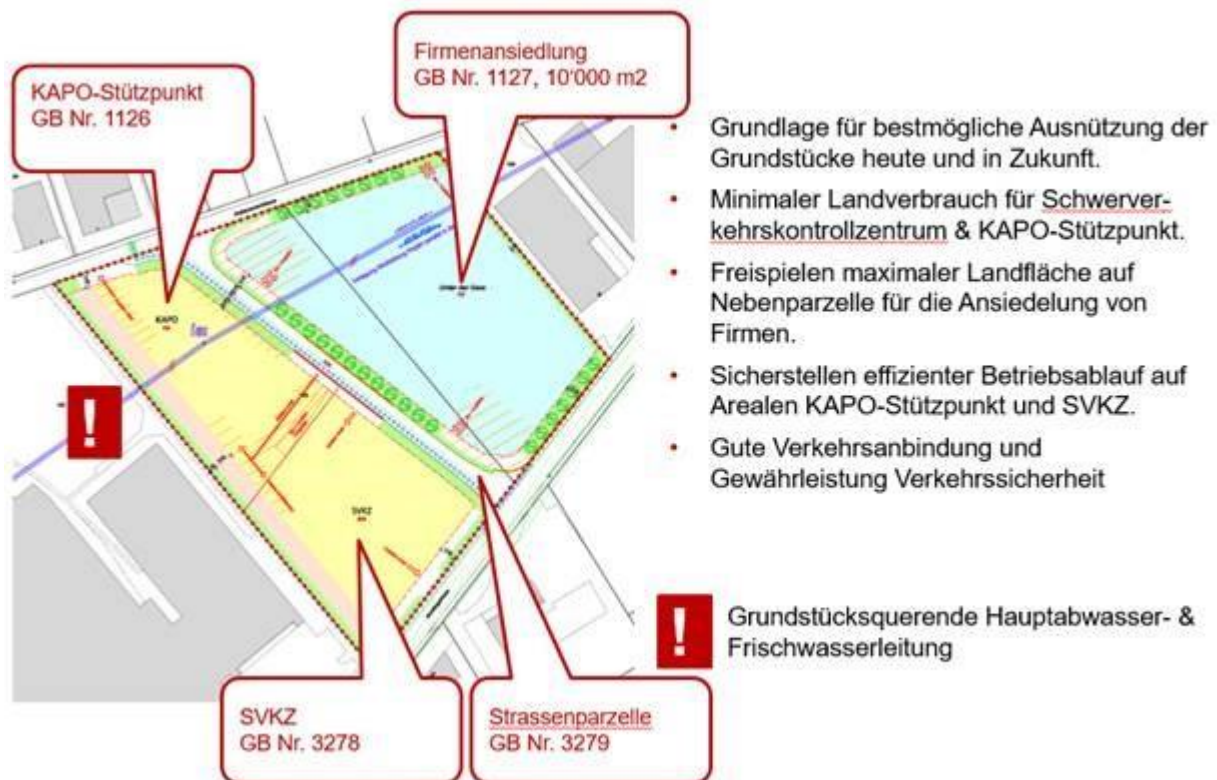 KAPO-Stützpunkt
GB Nr. 1126
Firmenansiedlung
GB Nr. 1127, 10'000 m2
• Grundlage für bestmögliche Ausnützung der
Grundstücke heute und in Zukunft.
• Minimaler Landverbrauch für Schwerver-
kehrskontrollzentrum & KAPO-Stützpunkt.
• Freispielen maximaler Landfläche auf
Nebenparzelle für die Ansiedelung von
Firmen.
• Sicherstellen effizienter Betriebsablauf auf
Arealen KAPO-Stützpunkt und SVKZ.
• Gute Verkehrsanbindung und
Gewährleistung Verkehrssicherheit
KAPO
SVKZ
!
!
Grundstücksquerende Hauptabwasser- &
Frischwasserleitung
SVKZ
GB Nr. 3278
Strassenparzelle
GB Nr. 3279